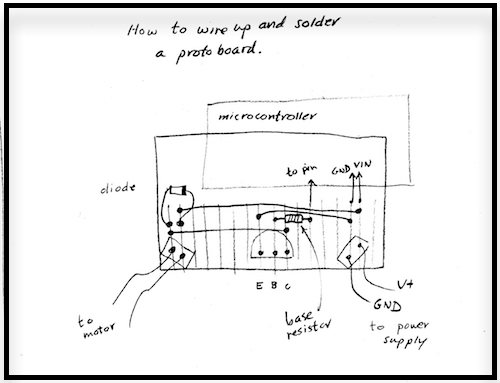 How to wire up and solder
a protoboard.
microcontroller
to pin
GND VIN
diode
E B C
V+
GND
to
motor
base
resistor
to power
supply